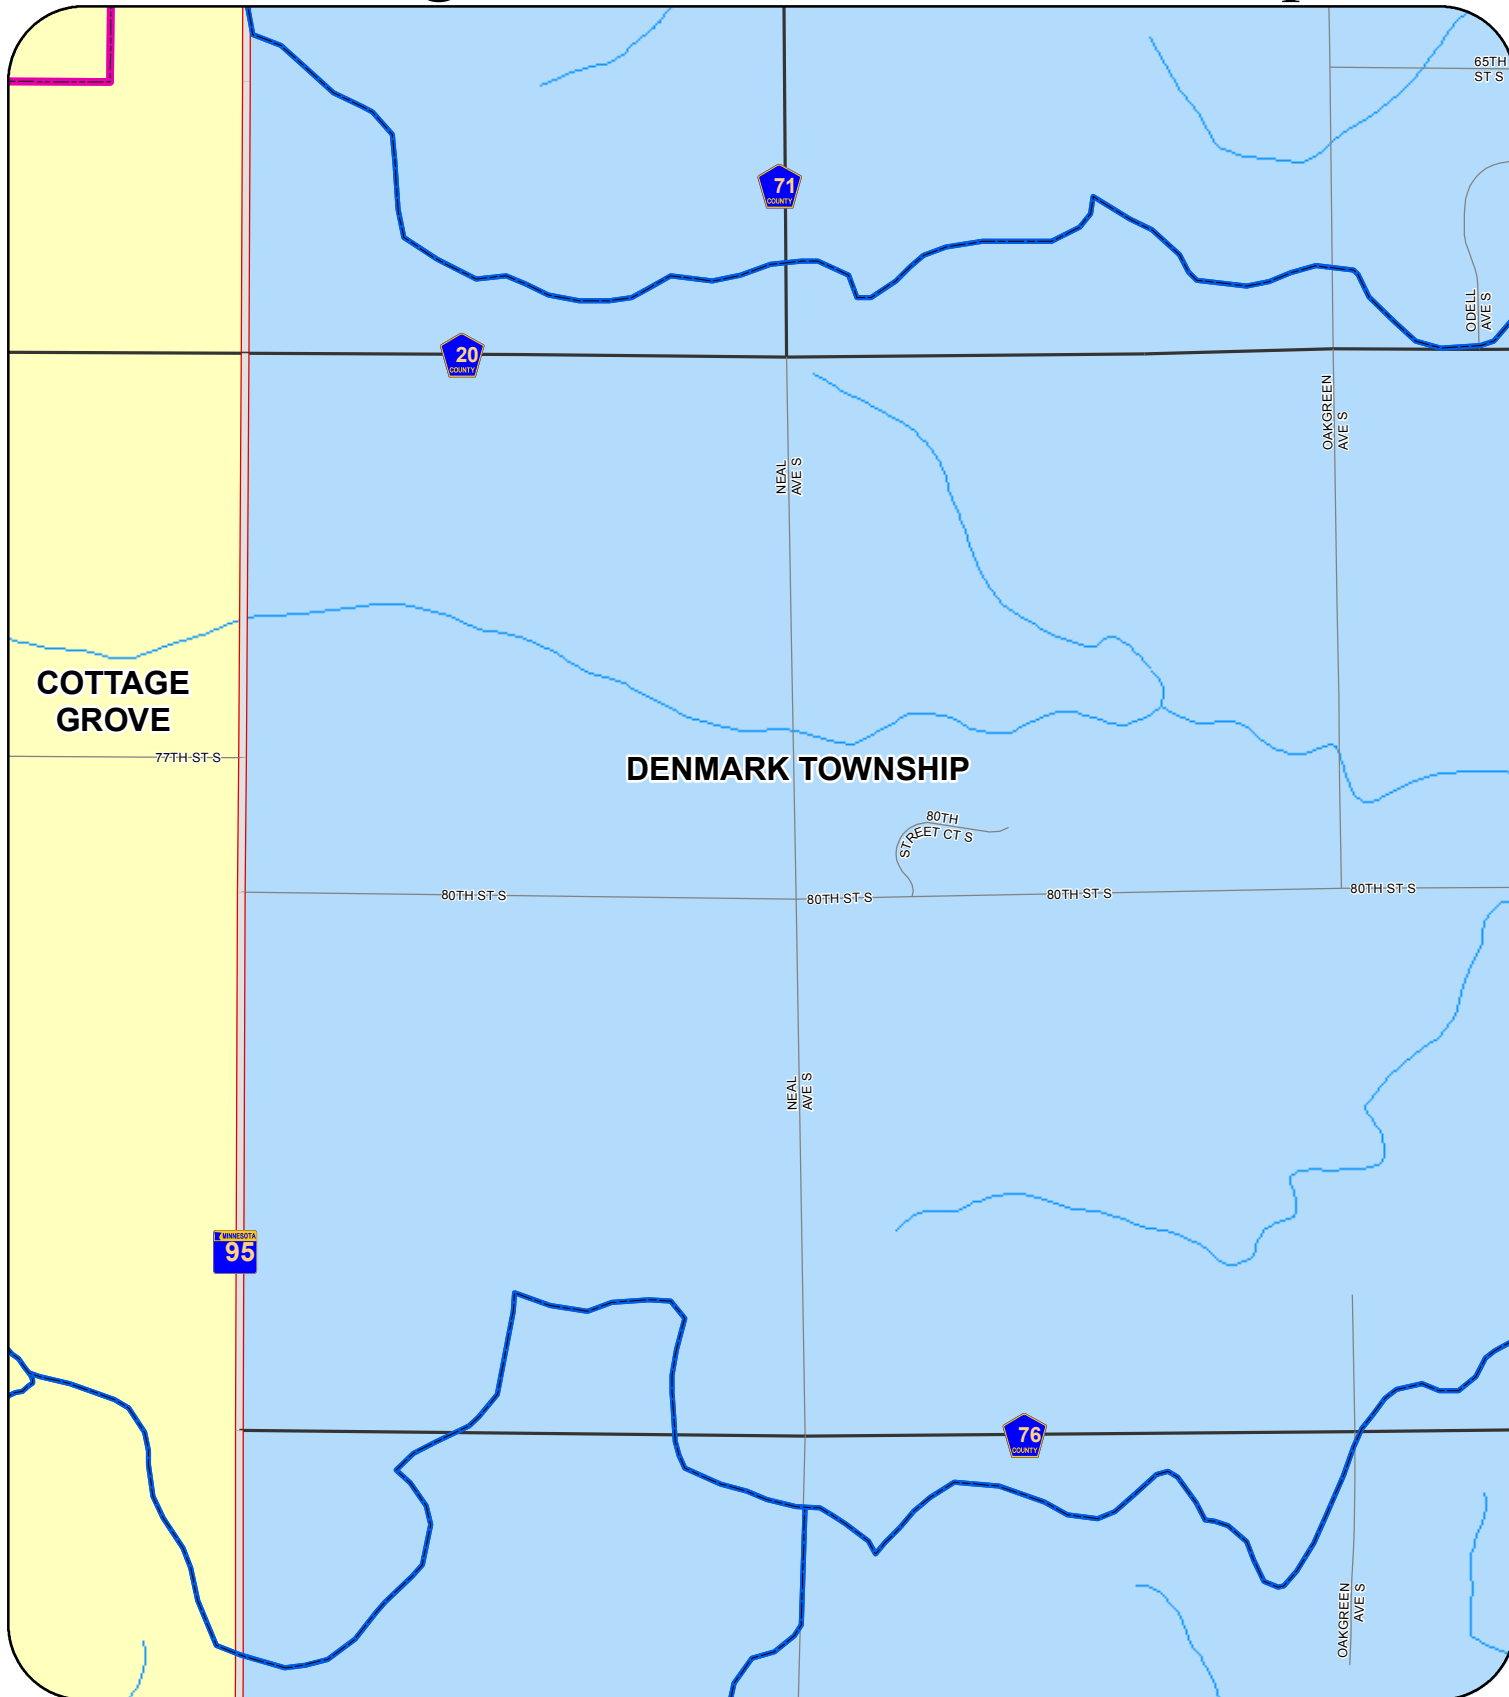 65TH
ST S
71
COUNTY
ODELL
AVE S
20
COUNTY
OAKGREEN
AVE S
NEAL
AVE S
COTTAGE
GROVE
77TH ST S
DENMARK TOWNSHIP
80TH
STREET CT S
80TH ST S
80TH ST S
80TH ST S
80TH ST S
NEAL
AVE S
MINNESOTA
95
76
COUNTY
OAKGREEN
AVE S